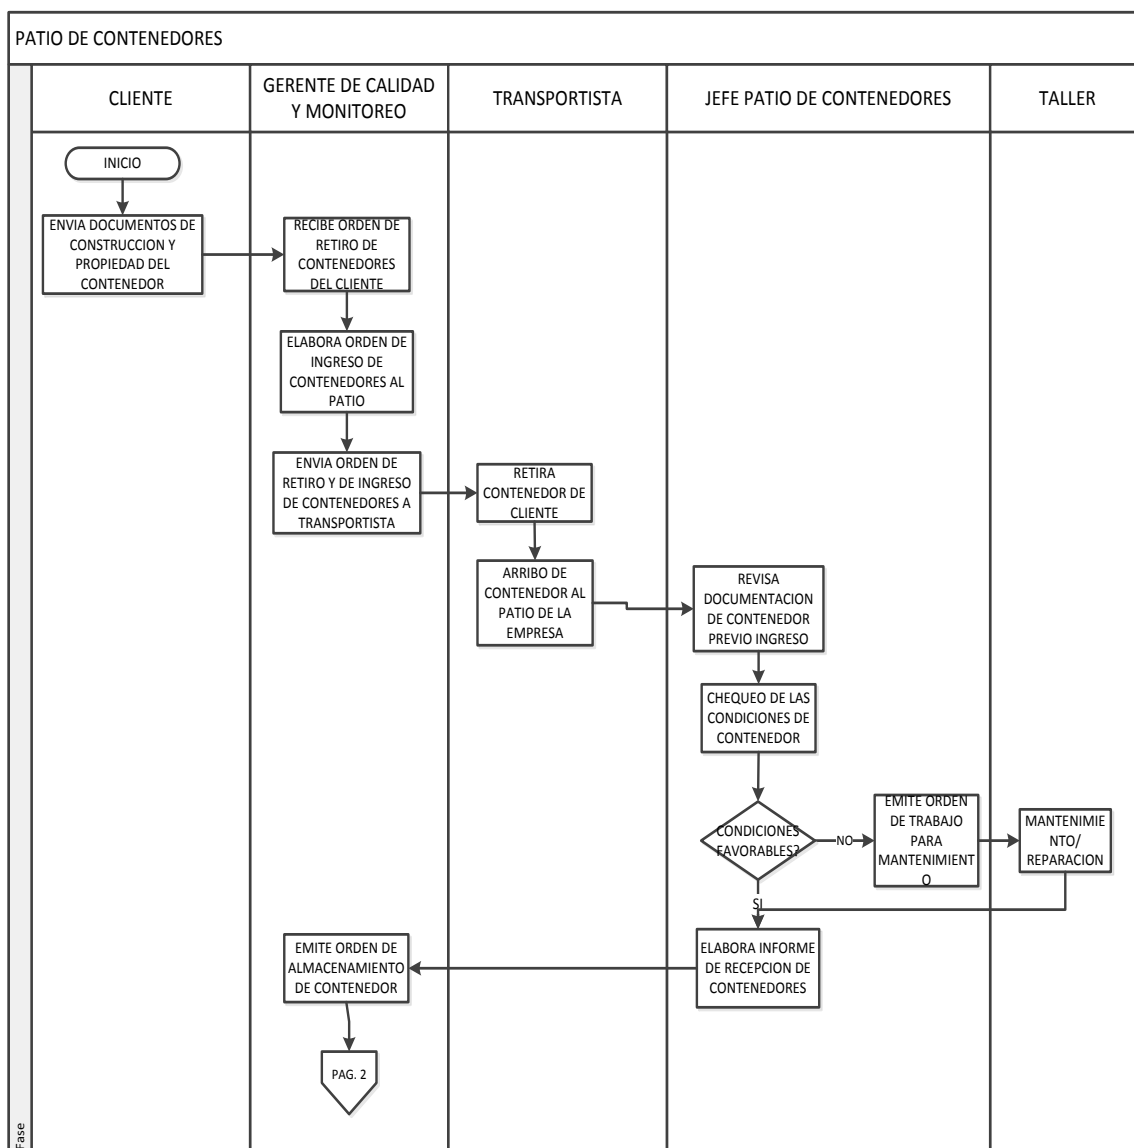 PATIO DE CONTENEDORES
CLIENTE
GERENTE DE CALIDAD
Y MONITOREO
TRANSPORTISTA
JEFE PATIO DE CONTENEDORES
TALLER
INICIO
ENVIA DOCUMENTOS DE
CONSTRUCCION Y
PROPIEDAD DEL
CONTENEDOR
RECIBE ORDEN DE
RETIRO DE
CONTENEDORES
DEL CLIENTE
ELABORA ORDEN DE
INGRESO DE
CONTENEDORES AL
PATIO
ENVIA ORDEN DE
RETIRO Y DE INGRESO
DE CONTENEDORES A
TRANSPORTISTA
RETIRA
CONTENEDOR DE
CLIENTE
ARRIBO DE
CONTENEDOR AL
PATIO DE LA
EMPRESA
REVISA
DOCUMENTACION
DE CONTENEDOR
PREVIO INGRESO
CHEQUEO DE LAS
CONDICIONES DE
CONTENEDOR
CONDICIONES
FAVORABLES?
NO
EMITE ORDEN
DE TRABAJO
PARA
MANTENIMIENT
O
MANTENIMIE
NTO/
REPARACION
SI
ELABORA INFORME
DE RECEPCION DE
CONTENEDORES
EMITE ORDEN DE
ALMACENAMIENTO
DE CONTENEDOR
PAG. 2
Fase